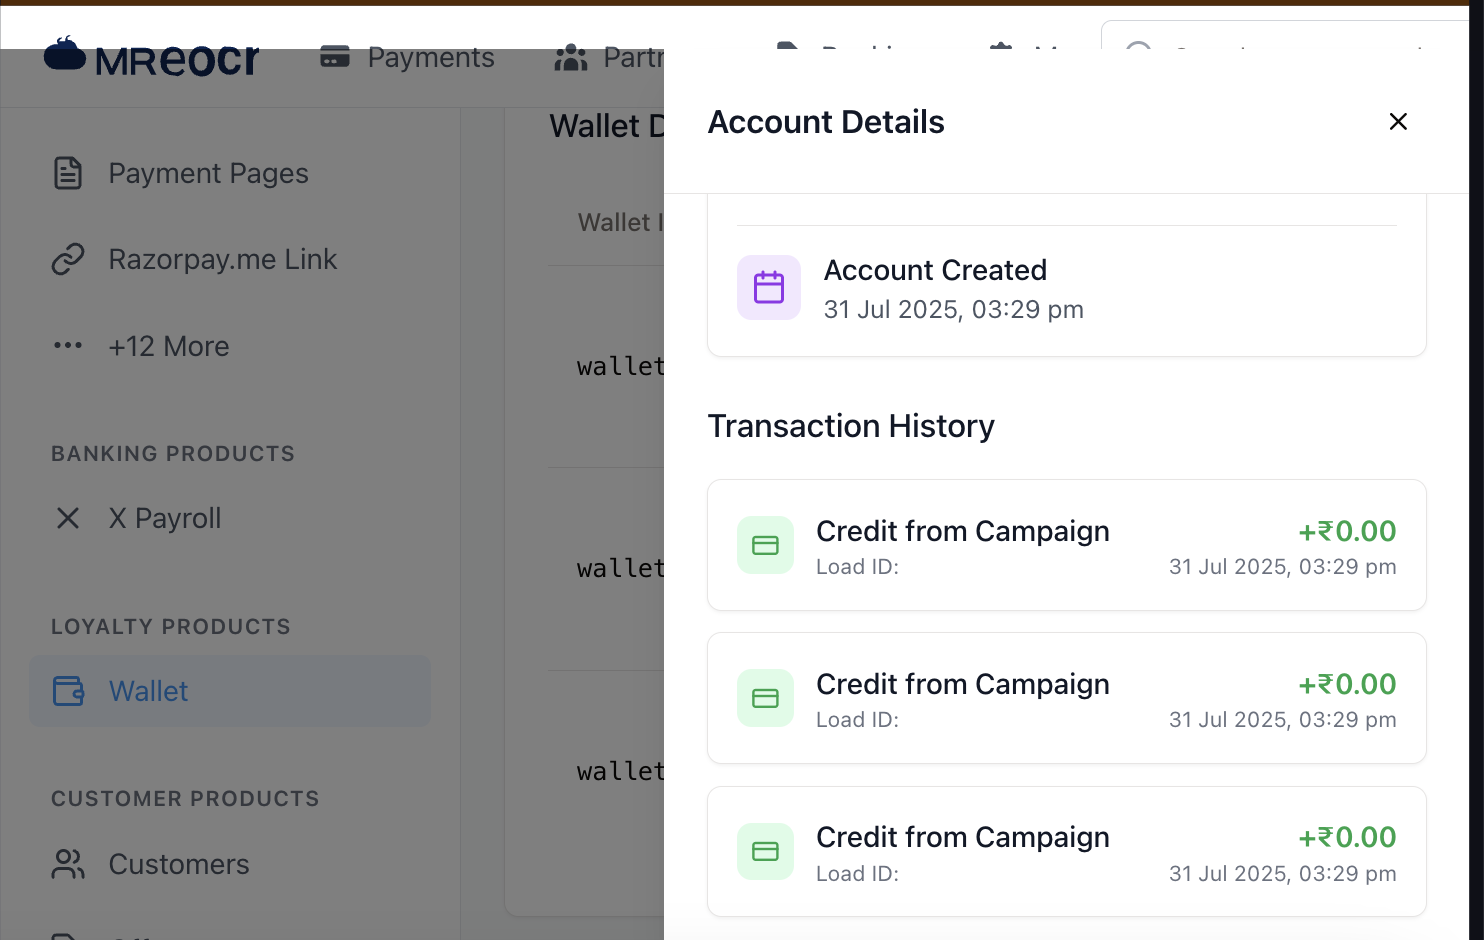 MReocr
Payments
Account Details
Wallet
Payment Pages
Wallet
Razorpay.me Link
Account Created
31 Jul 2025, 03:29 pm
+12 More
wallet
Transaction History
BANKING PRODUCTS
X Payroll
Credit from Campaign
+₹0.00
Load ID:
31 Jul 2025, 03:29 pm
wallet
LOYALTY PRODUCTS
Wallet
Credit from Campaign
+₹0.00
Load ID:
31 Jul 2025, 03:29 pm
wallet
CUSTOMER PRODUCTS
Customers
Credit from Campaign
+₹0.00
Load ID:
31 Jul 2025, 03:29 pm